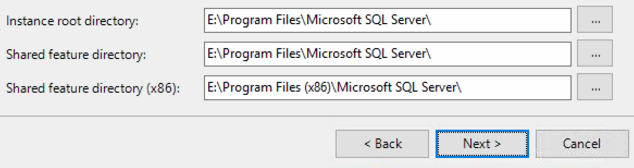 Instance root directory: E:\Program Files\Microsoft SQL Server\ ...
Shared feature directory: E:\Program Files\Microsoft SQL Server\ ...
Shared feature directory (x86): E:\Program Files (x86)\Microsoft SQL Server\ ...
< Back Next > Cancel